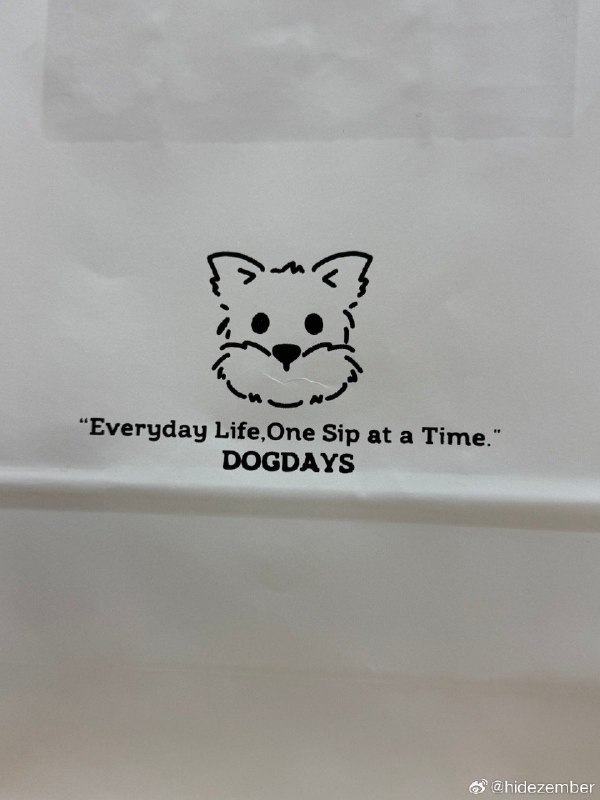 “Everyday Life,One Sip at a Time.”
DOGDAYS
@hidezember